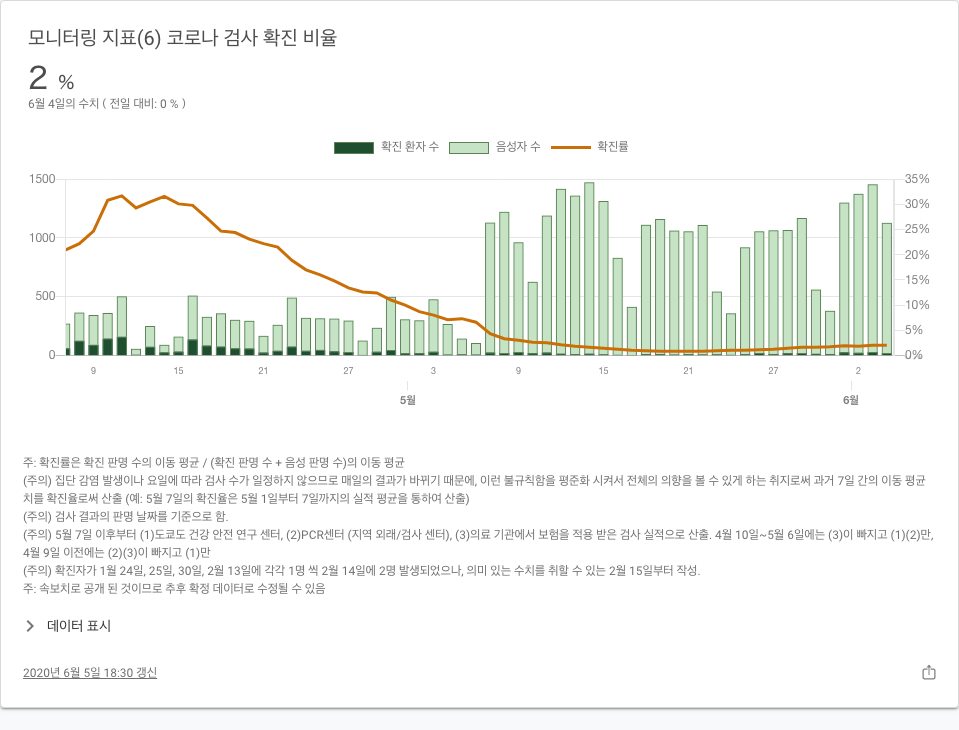 모니터링 지표(6) 코로나 검사 확진 비율
2 %
6월 4일의 수치 ( 전일 대비: 0 % )
확진 환자 수 음성자 수 확진률
1500
1000
500
0
35%
30%
25%
20%
15%
10%
5%
0%
9 15 21 27 3 9 15 21 27 2
5월 6월
주: 확진률은 확진 판명 수의 이동 평균 / (확진 판명 수 + 음성 판명 수)의 이동 평균
(주의) 집단 감염 발생이나 요일에 따라 검사 수가 일정하지 않으므로 매일의 결과가 바뀌기 때문에, 이런 불규칙함을 평준화 시켜서 전체의 의향을 볼 수 있게 하는 취지로써 과거 7일 간의 이동 평균
치를 확진율로써 산출 (예: 5월 7일의 확진율은 5월 1일부터 7일까지의 실적 평균을 통하여 산출)
(주의) 검사 결과의 판명 날짜를 기준으로 함.
(주의) 5월 7일 이후부터 (1)도쿄도 건강 안전 연구 센터, (2)PCR센터 (지역 외래/검사 센터), (3)의료 기관에서 보험을 적용 받은 검사 실적으로 산출. 4월 10일~5월 6일에는 (3)이 빠지고 (1)(2)만,
4월 9일 이전에는 (2)(3)이 빠지고 (1)만
(주의) 확진자가 1월 24일, 25일, 30일, 2월 13일에 각각 1명 씩 2월 14일에 2명 발생되었으나, 의미 있는 수치를 취할 수 있는 2월 15일부터 작성.
주: 속보치로 공개 된 것이므로 추후 확정 데이터로 수정될 수 있음
데이터 표시
2020년 6월 5일 18:30 갱신